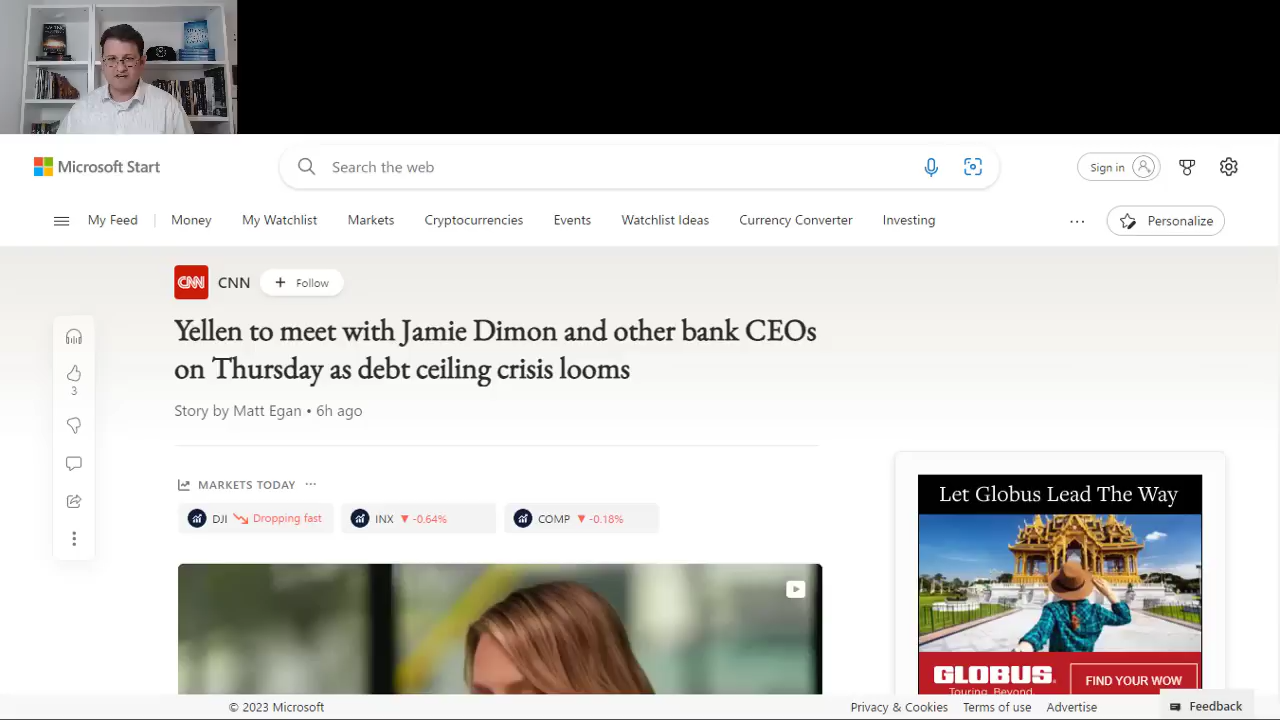 Microsoft Start
Search the web
Sign in
My Feed
Money
My Watchlist
Markets
Cryptocurrencies
Events
Watchlist Ideas
Currency Converter
Investing
...
Personalize
CNN
CNN
+ Follow
Yellen to meet with Jamie Dimon and other bank CEOs
on Thursday as debt ceiling crisis looms
Story by Matt Egan • 6h ago
3
MARKETS TODAY ...
DJI Dropping fast
INX ▼ -0.64%
COMP ▼ -0.18%
Let Globus Lead The Way
GLOBUS.
Touring. Beyond.
FIND YOUR WOW
© 2023 Microsoft
Privacy & Cookies
Terms of use
Advertise
Feedback